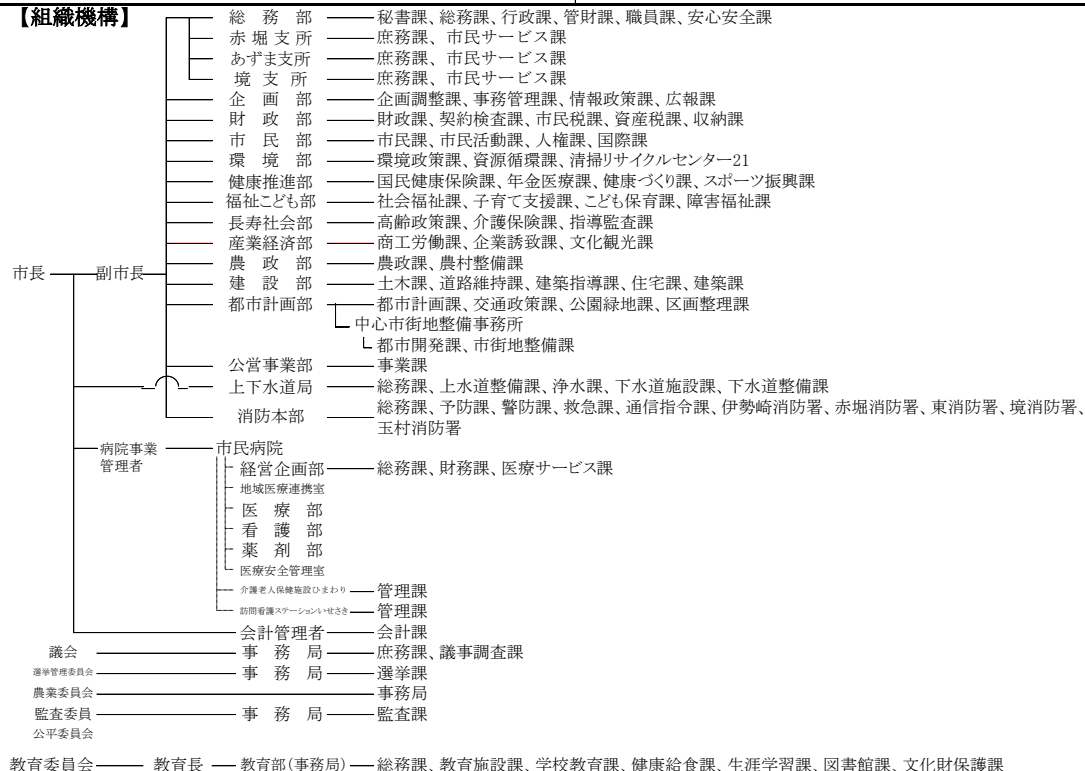 【組織機構】
総務部 秘書課、総務課、行政課、管財課、職員課、安心安全課
赤堀支所 庶務課、市民サービス課
あずま支所 庶務課、市民サービス課
境支所 庶務課、市民サービス課
企画部 企画調整課、事務管理課、情報政策課、広報課
財政部 財政課、契約検査課、市民税課、資産税課、収納課
市民部 市民課、市民活動課、人権課、国際課
環境部 環境政策課、資源循環課、清掃リサイクルセンター21
健康推進部 国民健康保険課、年金医療課、健康づくり課、スポーツ振興課
福祉こども部 社会福祉課、子育て支援課、こども保育課、障害福祉課
長寿社会部 高齢政策課、介護保険課、指導監査課
産業経済部 商工労働課、企業誘致課、文化観光課
市長 副市長 農政部 農政課、農村整備課
建設部 土木課、道路維持課、建築指導課、住宅課、建築課
都市計画部 都市計画課、交通政策課、公園緑地課、区画整理課
中心市街地整備事務所
都市開発課、市街地整備課
公営事業部 事業課
上下水道局 総務課、上水道整備課、浄水課、下水道施設課、下水道整備課
消防本部 総務課、予防課、警防課、救急課、通信指令課、伊勢崎消防署、赤堀消防署、東消防署、境消防署、
玉村消防署
病院事業 市民病院
管理者
経営企画部 総務課、財務課、医療サービス課
地域医療連携室
医療部
看護部
薬剤部
医療安全管理室
介護老人保健施設ひまわり 管理課
訪問看護ステーションいせさき 管理課
会計管理者 会計課
議会 事務局 庶務課、議事調査課
選挙管理委員会 事務局 選挙課
農業委員会 事務局
監査委員 事務局 監査課
公平委員会
教育委員会 教育長 教育部(事務局) 総務課、教育施設課、学校教育課、健康給食課、生涯学習課、図書館課、文化財保護課